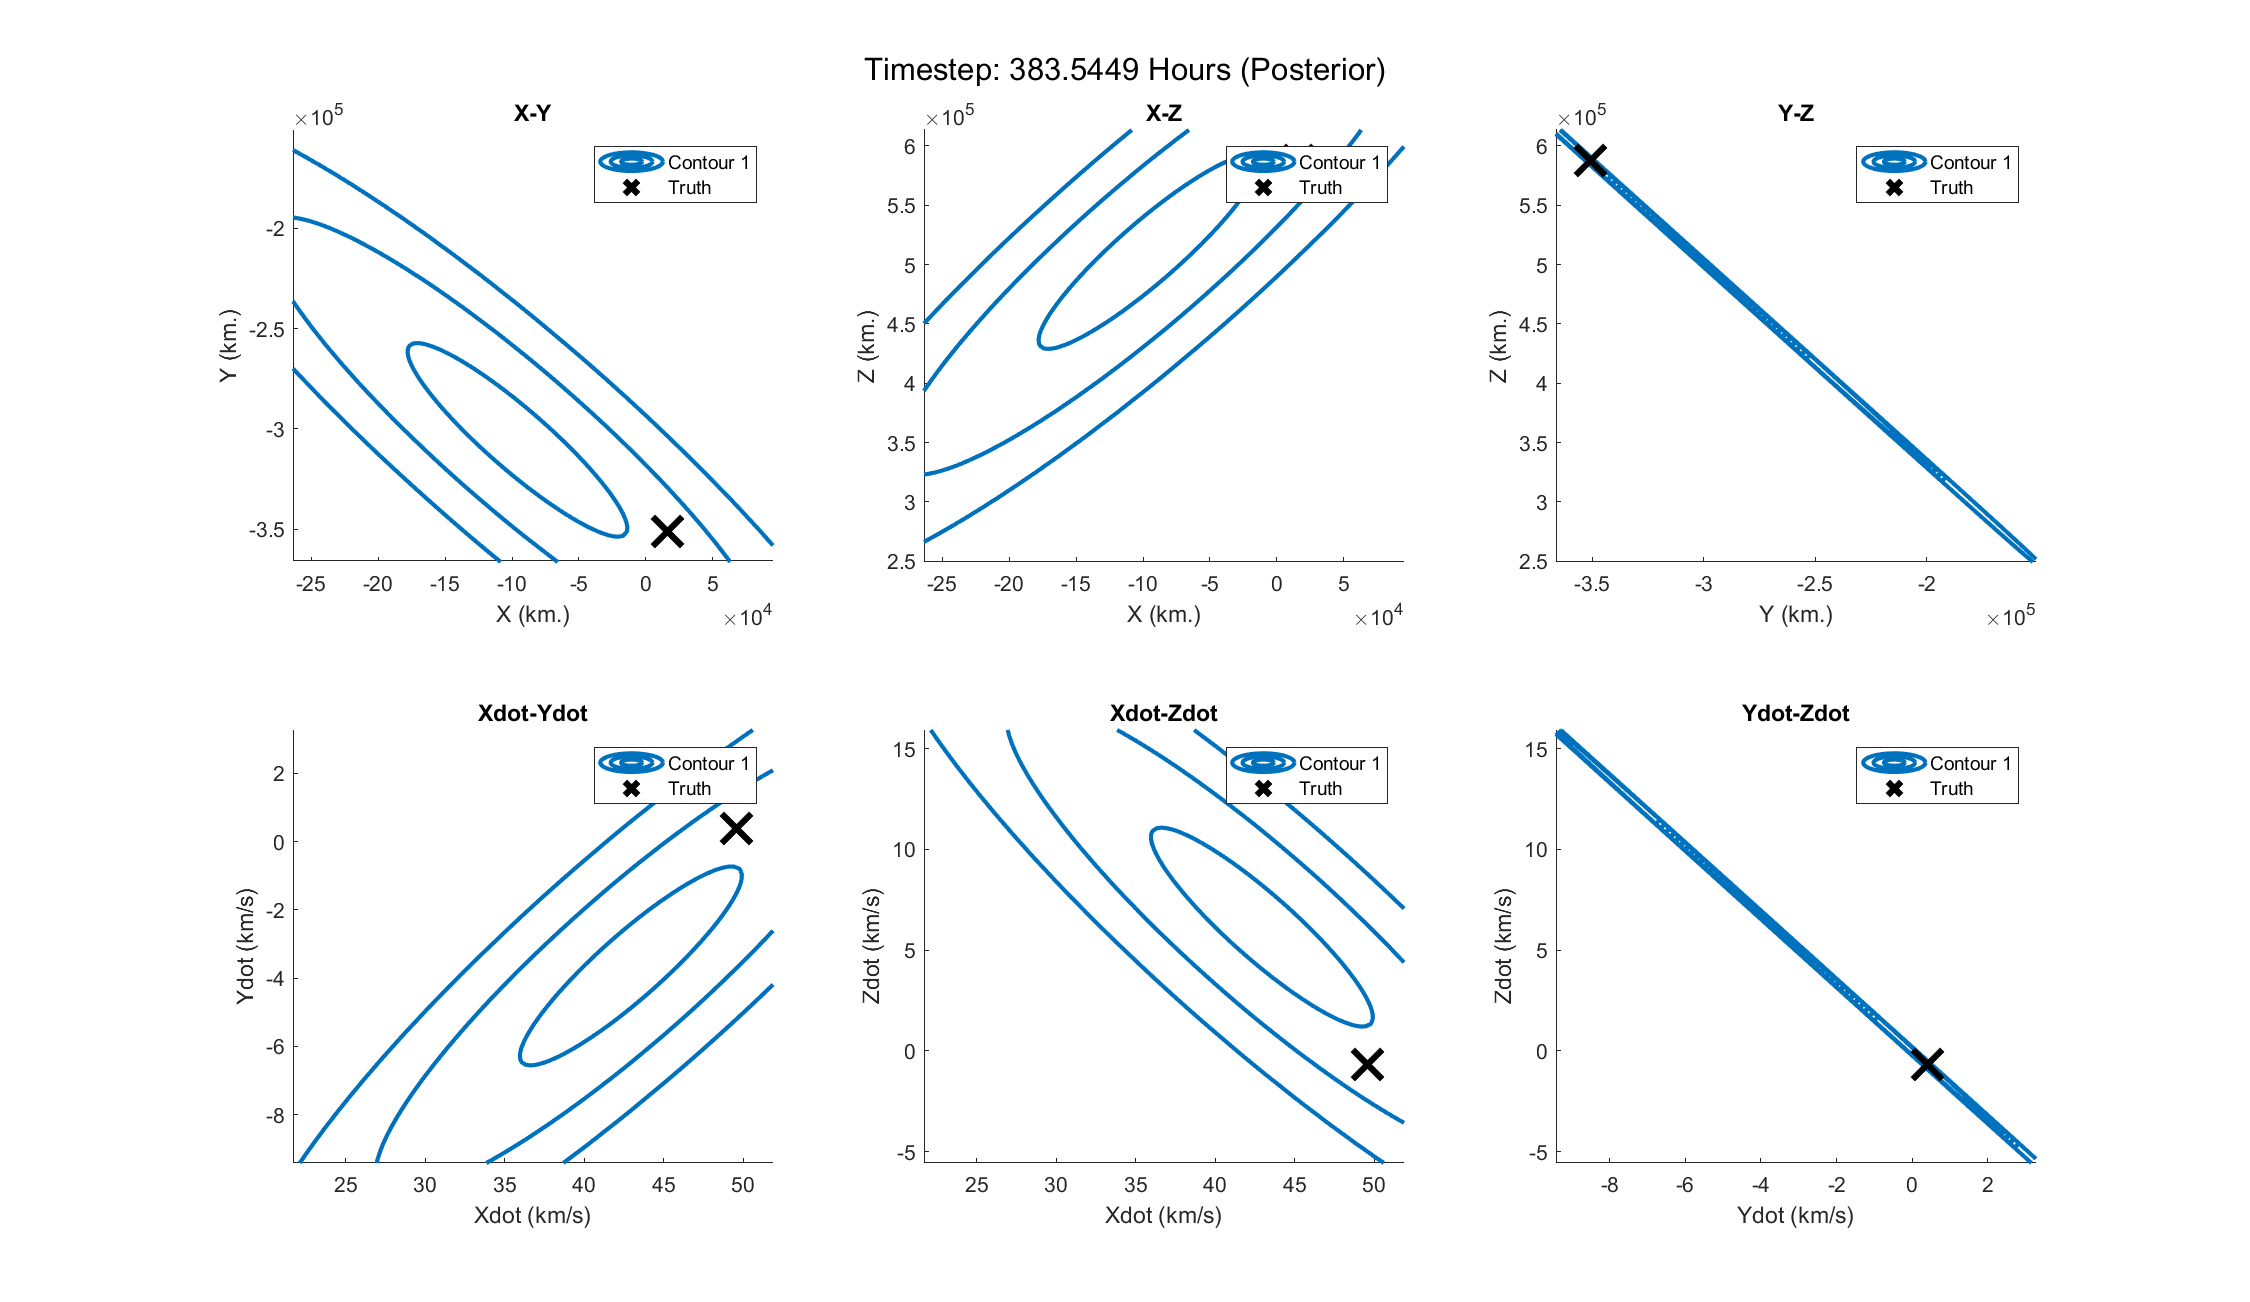 Timestep: 383.5449 Hours (Posterior)
X-Y
×10^5
Contour 1
Truth
-2
-2.5
-3
-3.5
Y (km.)
-25 -20 -15 -10 -5 0 5
X (km.)
×10^4
X-Z
×10^5
Contour 1
Truth
6
5.5
5
4.5
4
3.5
3
2.5
Z (km.)
-25 -20 -15 -10 -5 0 5
X (km.)
×10^4
Y-Z
×10^5
Contour 1
Truth
6
5.5
5
4.5
4
3.5
3
2.5
Z (km.)
-3.5 -3 -2.5 -2
Y (km.)
×10^5
Xdot-Ydot
Contour 1
Truth
2
0
-2
-4
-6
-8
Ydot (km/s)
25 30 35 40 45 50
Xdot (km/s)
Xdot-Zdot
Contour 1
Truth
15
10
5
0
-5
Zdot (km/s)
25 30 35 40 45 50
Xdot (km/s)
Ydot-Zdot
Contour 1
Truth
15
10
5
0
-5
Zdot (km/s)
-8 -6 -4 -2 0 2
Ydot (km/s)